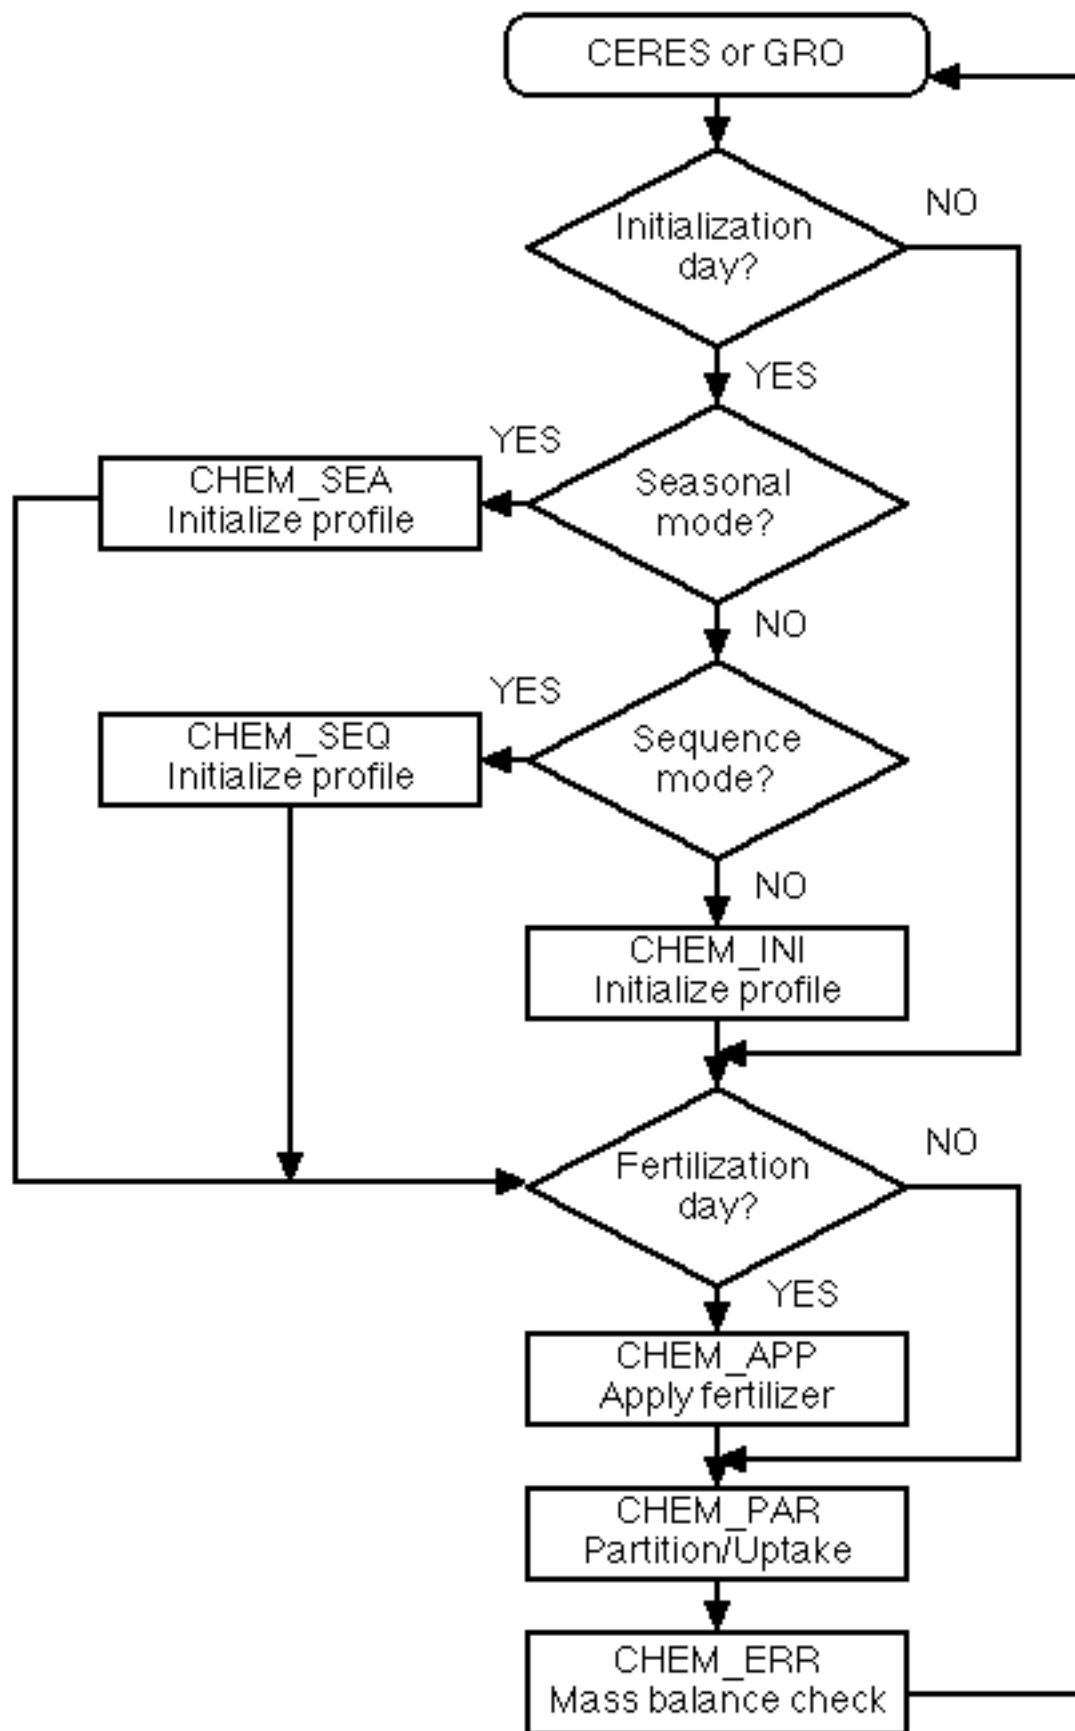 CERES or GRO
NO
Initialization
day?
YES
YES
CHEM_SEA
Initialize profile
Seasonal
mode?
NO
YES
CHEM_SEQ
Initialize profile
Sequence
mode?
NO
CHEM_INI
Initialize profile
NO
Fertilization
day?
YES
CHEM_APP
Apply fertilizer
CHEM_PAR
Partition/Uptake
CHEM_ERR
Mass balance check